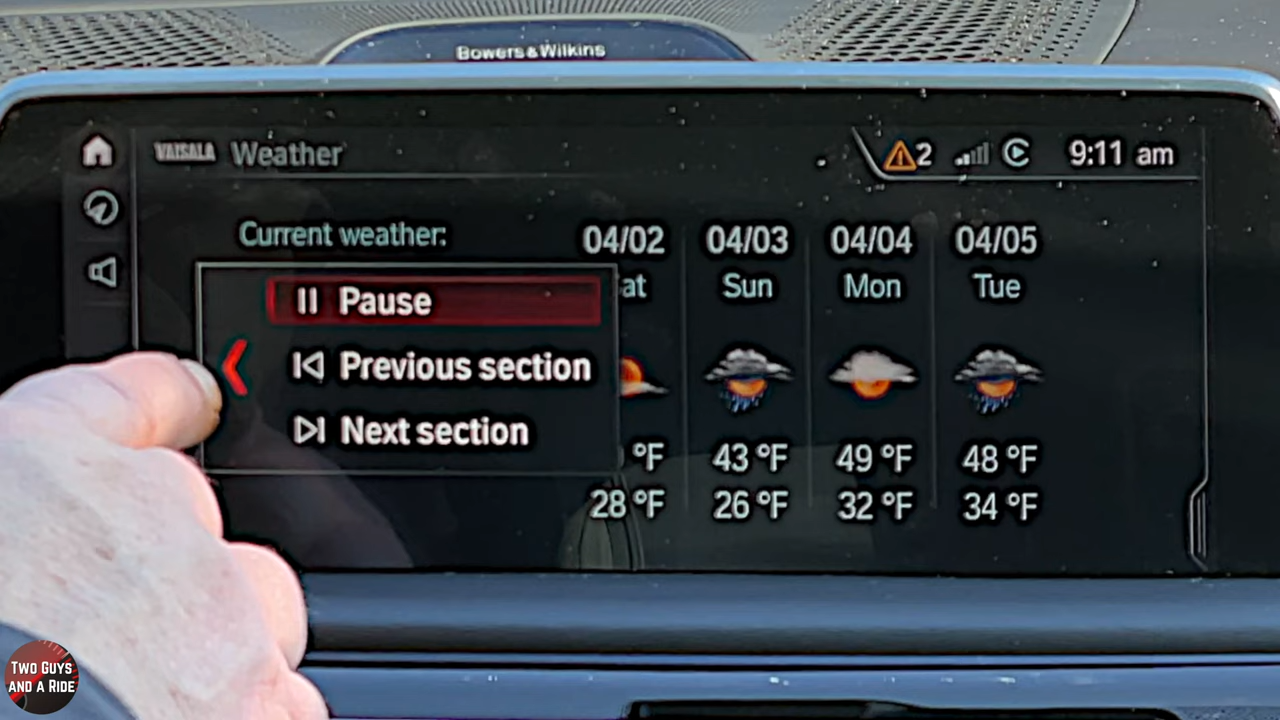 Bowers & Wilkins
VAISALA Weather
2
9:11 am
Current weather:
04/02 04/03 04/04 04/05
at Sun Mon Tue
Pause
Previous section
Next section
°F 43 °F 49 °F 48 °F
28 °F 26 °F 32 °F 34 °F
TWO GUYS
AND A RIDE